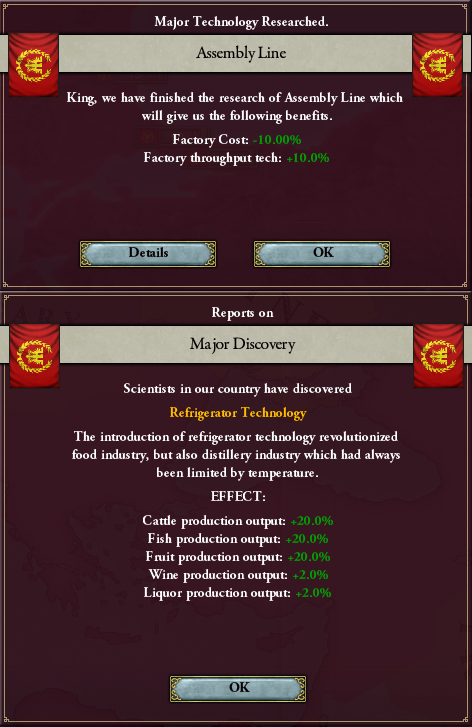 Major Technology Researched.
Assembly Line
King, we have finished the research of Assembly Line which
will give us the following benefits.
Factory Cost: -10.00%
Factory throughput tech: +10.0%
Details
OK
Reports on
Major Discovery
Scientists in our country have discovered
Refrigerator Technology
The introduction of refrigerator technology revolutionized
food industry, but also distillery industry which had always
been limited by temperature.
EFFECT:
Cattle production output: +20.0%
Fish production output: +20.0%
Fruit production output: +20.0%
Wine production output: +2.0%
Liquor production output: +2.0%
OK